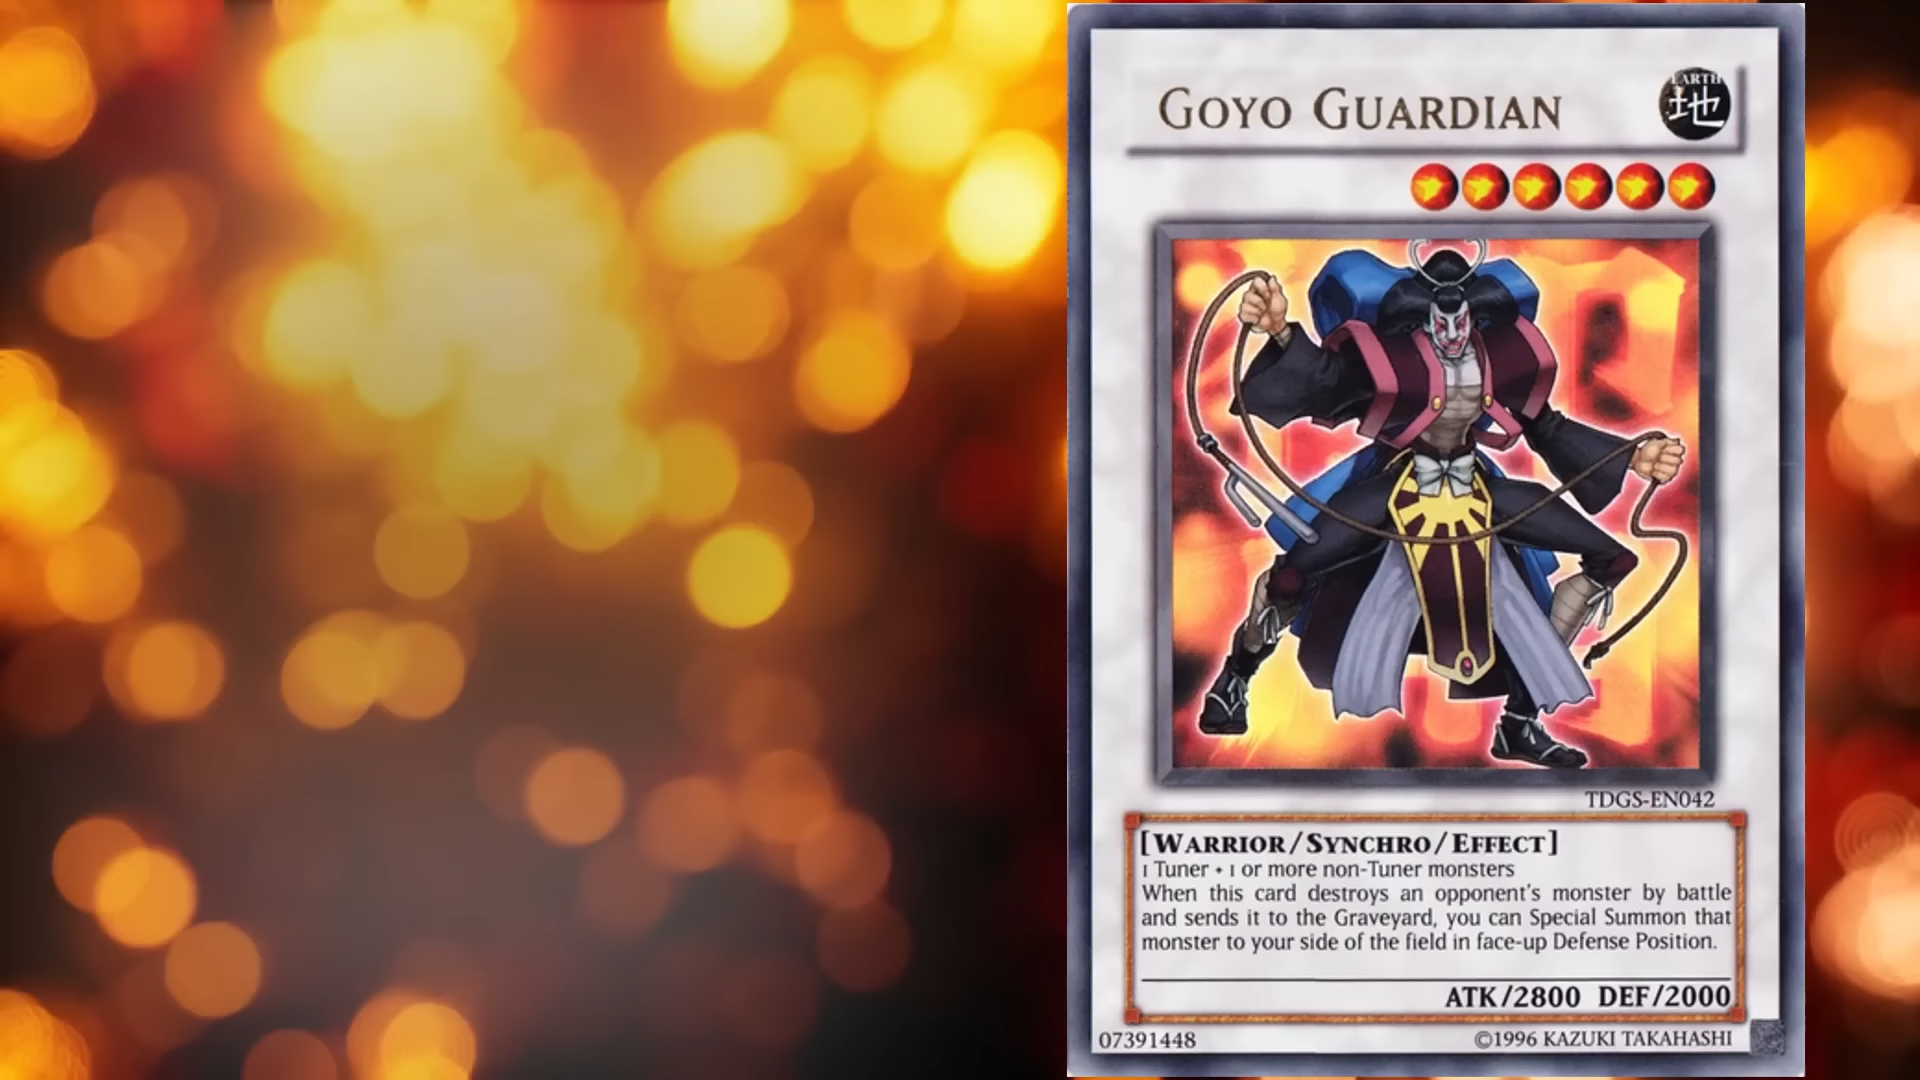 GOYO GUARDIAN
EARTH
地
TDGS-EN042
[WARRIOR/SYNCHRO/EFFECT]
1 Tuner + 1 or more non-Tuner monsters
When this card destroys an opponent's monster by battle
and sends it to the Graveyard, you can Special Summon that
monster to your side of the field in face-up Defense Position.
ATK/2800 DEF/2000
07391448
©1996 KAZUKI TAKAHASHI